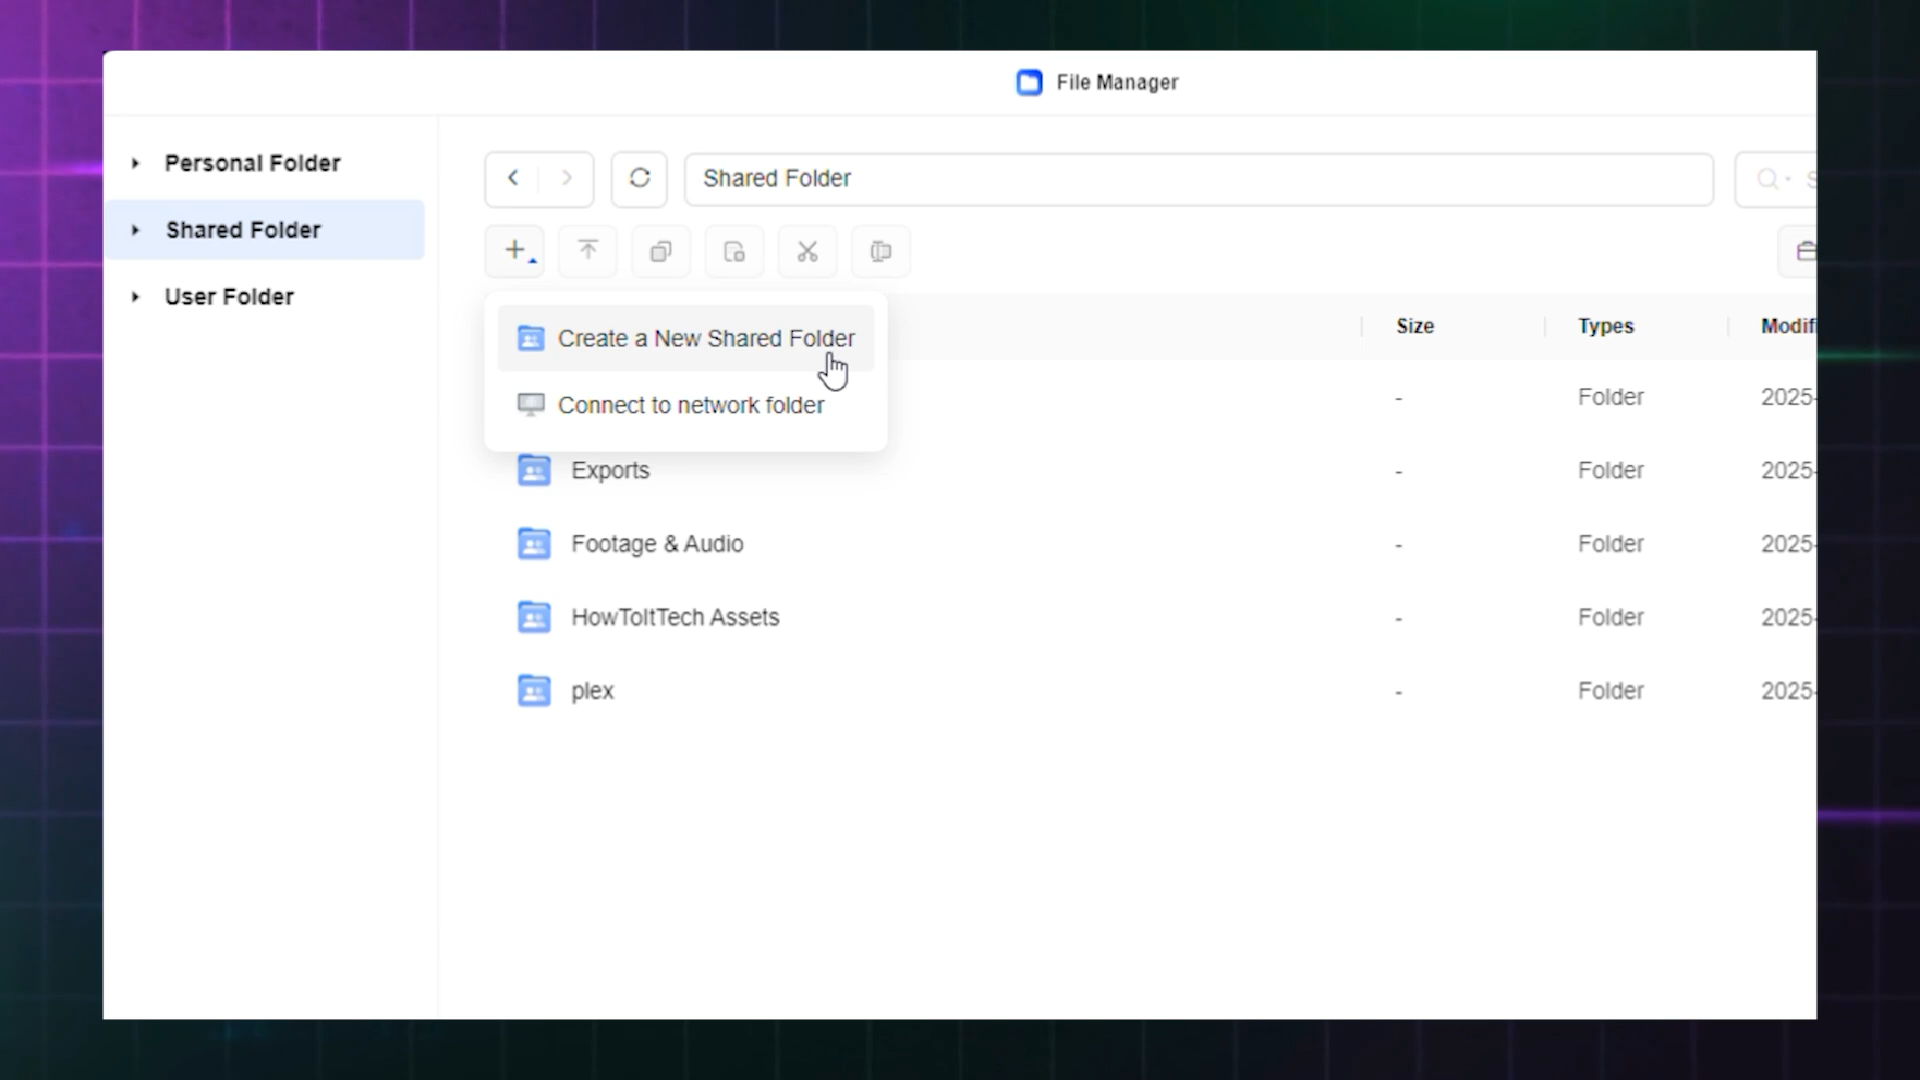 File Manager
Personal Folder
Shared Folder
User Folder
Shared Folder
Create a New Shared Folder
Connect to network folder
Size
Types
Modif
- Folder 2025-
Exports - Folder 2025-
Footage & Audio - Folder 2025-
HowToItTech Assets - Folder 2025-
plex - Folder 2025-